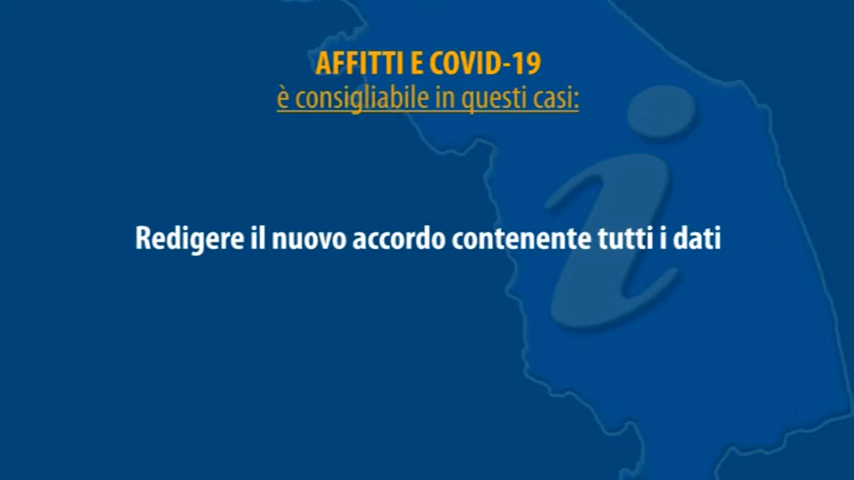 AFFITTI E COVID-19
è consigliabile in questi casi:
Redigere il nuovo accordo contenente tutti i dati